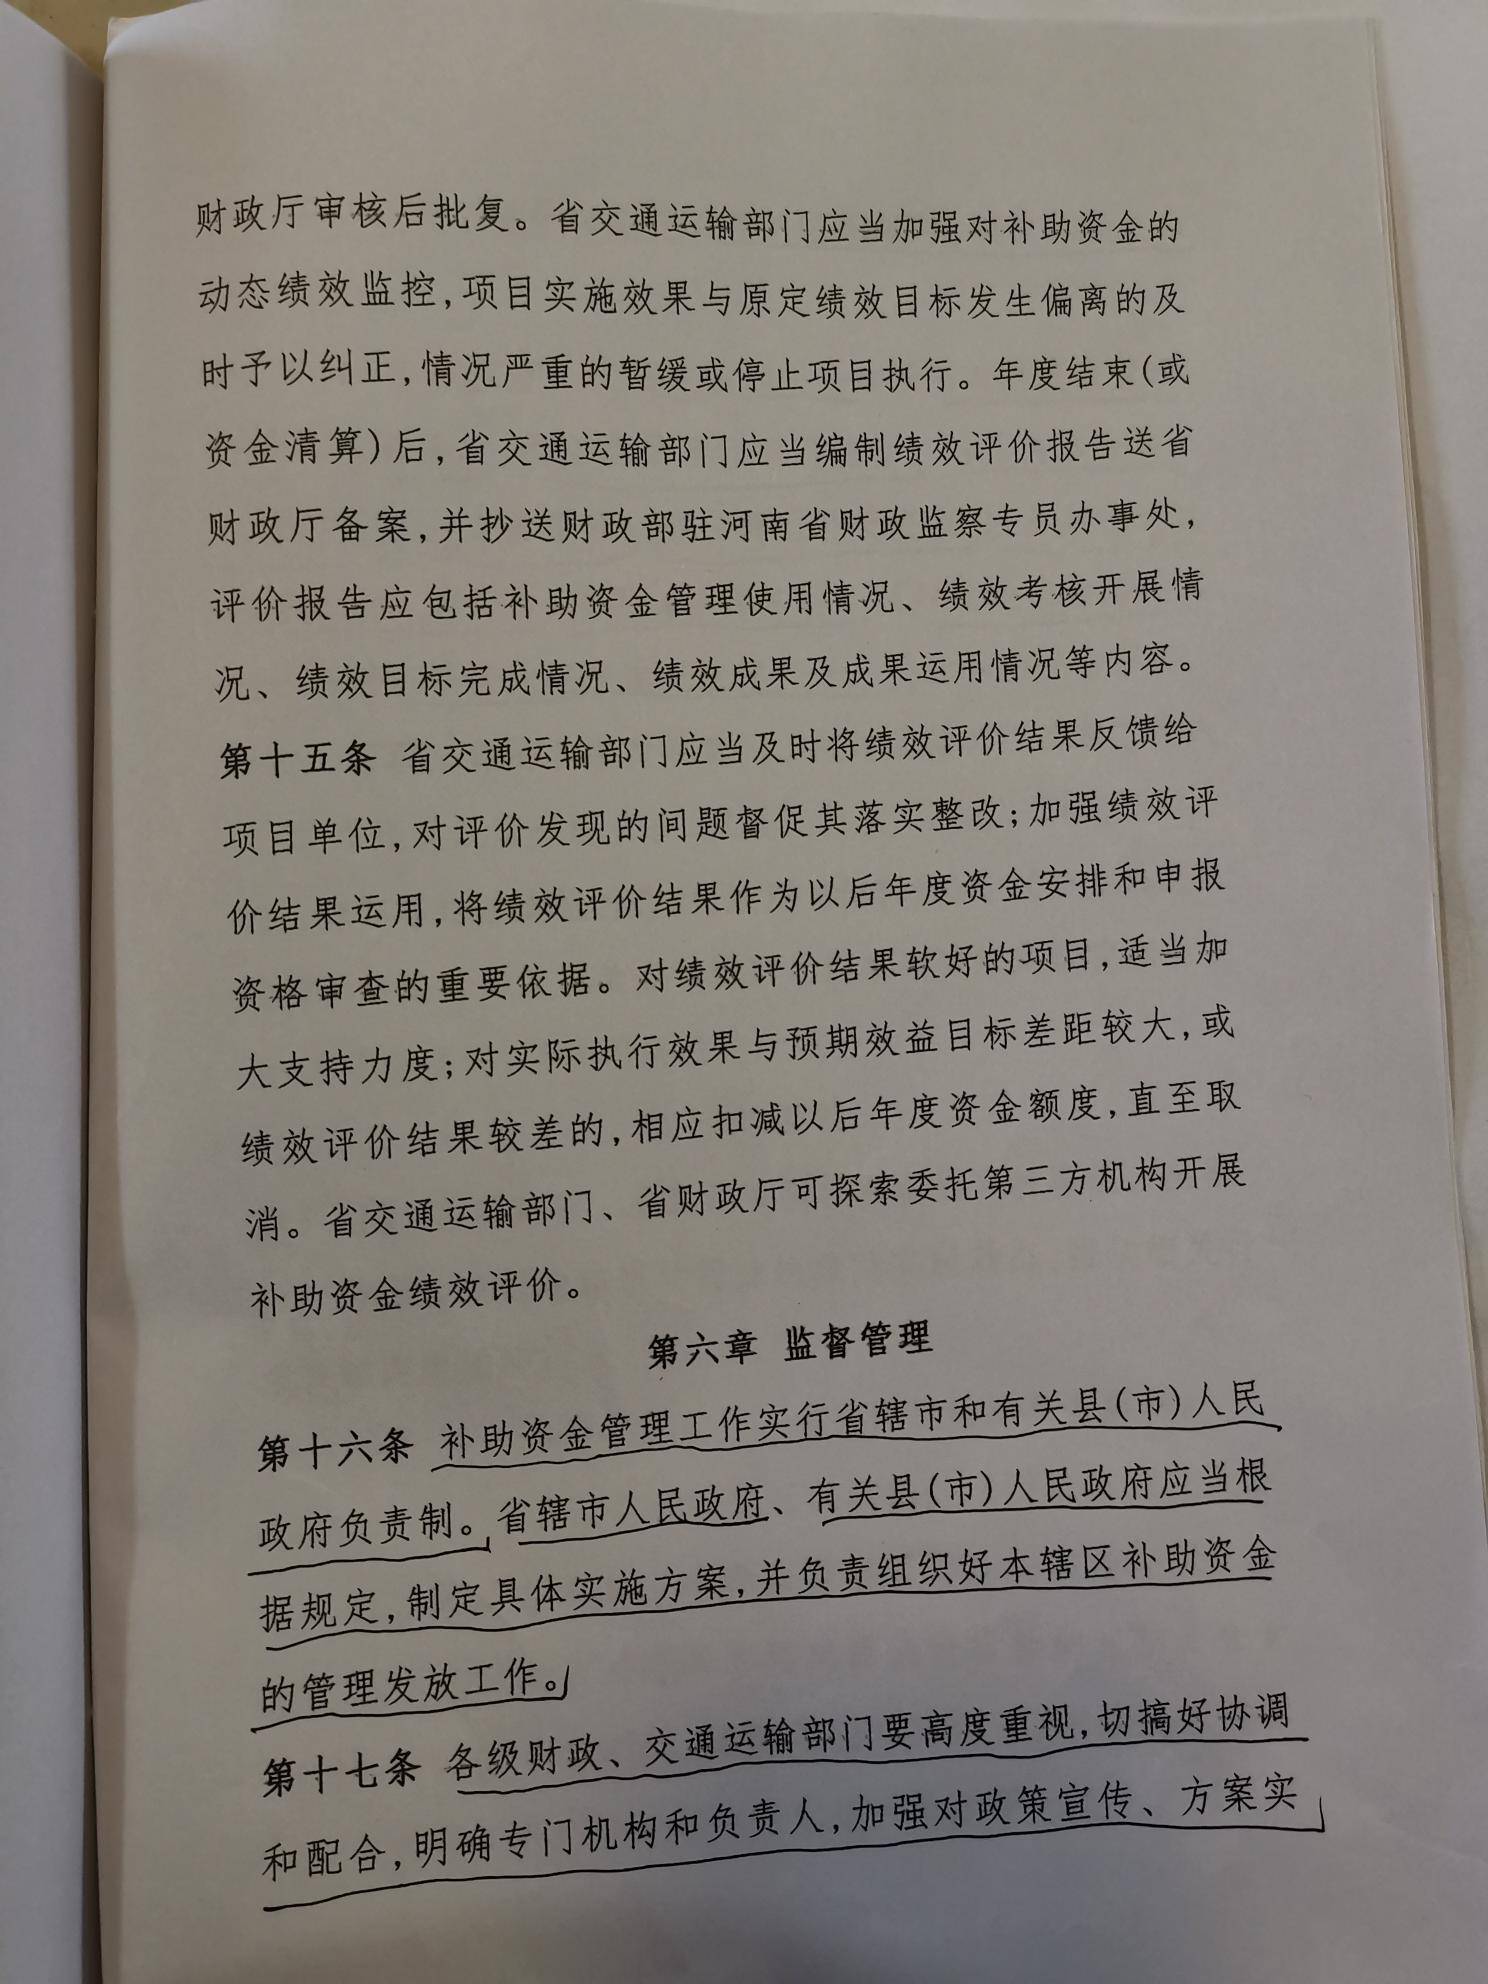 财政厅审核后批复。省交通运输部门应当加强对补助资金的
动态绩效监控,项目实施效果与原定绩效目标发生偏离的及
时予以纠正,情况严重的暂缓或停止项目执行。年度结束(或
资金清算)后,省交通运输部门应当编制绩效评价报告送省
财政厅备案,并抄送财政部驻河南省财政监察专员办事处,
评价报告应包括补助资金管理使用情况、绩效考核开展情
况、绩效目标完成情况、绩效成果及成果运用情况等内容。
第十五条 省交通运输部门应当及时将绩效评价结果反馈给
项目单位,对评价发现的间题督促其落实整改;加强绩效评
价结果运用,将绩效评价结果作为以后年度资金安排和申报
资格审查的重要依据。对绩效评价结果软好的项目,适当加
大支持力度;对实际执行效果与预期效益目标差距较大,或
绩效评价结果较差的,相应扣减以后年度资金额度,直至取
消。省交通运输部门、省财政厅可探索委托第三方机构开展
补助资金绩效评价。
第六章 监督管理
第十六条 补助资金管理工作实行省辖市和有关县(市)人民
政府负责制。省辖市人民政府、有关县(市)人民政府应当根
据规定,制定具体实施方案,并负责组织好本辖区补助资金
的管理发放工作。
第十七条 各级财政、交通运输部门要高度重视,切搞好协调
和配合,明确专门机构和负责人,加强对政策宣传、方案实